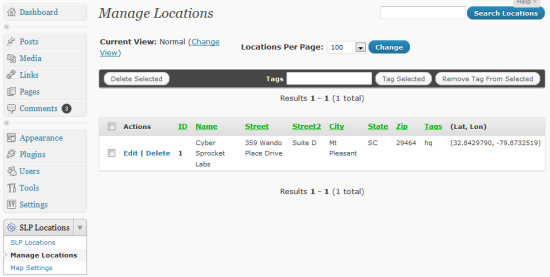 Dashboard
Posts
Media
Links
Pages
Comments 3
Appearance
Plugins
Users
Tools
Settings
SLP Locations
SLP Locations
Manage Locations
Map Settings
Help
Manage Locations
Search Locations
Current View: Normal (Change View)
Locations Per Page: 100 Change
Delete Selected Tags Tag Selected Remove Tag From Selected
Results 1 - 1 (1 total)
Actions ID Name Street Street2 City State Zip Tags (Lat, Lon)
Edit | Delete 1 Cyber Sprocket Labs 359 Wando Place Drive Suite D Mt Pleasant SC 29464 hq (32.8429790, -79.8732519)
Results 1 - 1 (1 total)